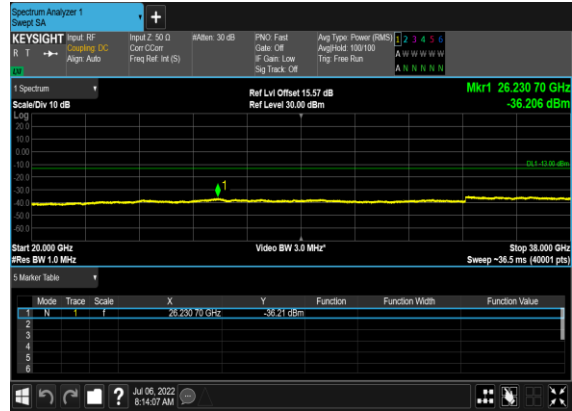 Spectrum Analyzer 1
Swept SA
+
KEYSIGHT Input: RF Input Z: 50 Ω #Atten: 30 dB PNO: Fast Avg Type: Power (RMS) 1 2 3 4 5 6
R T Coupling: DC Corr CCorr Gate: Off Avg|Hold: 100/100 A W W W W W
Align: Auto Freq Ref: Int (S) IF Gain: Low Trig: Free Run
Sig Track: Off A N N N N N
1 Spectrum Ref Lvl Offset 15.57 dB Mkr1 26.230 70 GHz
Scale/Div 10 dB Ref Level 30.00 dBm -36.206 dBm
Log
20.0
10.0
0.00
-10.0
DL1 -13.00 dBm
-20.0
1
-30.0
-40.0
-50.0
-60.0
Start 20.000 GHz Video BW 3.0 MHz* Stop 38.000 GHz
#Res BW 1.0 MHz Sweep ~36.5 ms (40001 pts)
5 Marker Table
Mode Trace Scale X Y Function Function Width Function Value
1 N 1 f 26.230 70 GHz -36.21 dBm
2
3
4
5
6
? Jul 06, 2022
8:14:07 AM